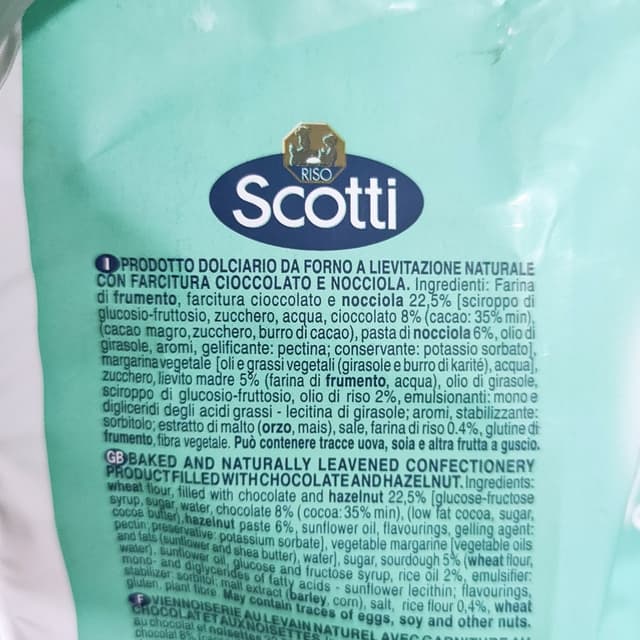 RISO
Scotti
I PRODOTTO DOLCIARIO DA FORNO A LIEVITAZIONE NATURALE
CON FARCITURA CIOCCOLATO E NOCCIOLA. Ingredienti: Farina
di frumento, farcitura cioccolato e nocciola 22,5% [sciroppo di
glucosio-fruttosio, zucchero, acqua, cioccolato 8% (cacao: 35% min),
(cacao magro, zucchero, burro di cacao), pasta di nocciola 6%, olio di
girasole, aromi, gelificante: pectina; conservante: potassio sorbato],
margarina vegetale [oli e grassi vegetali (girasole e burro di karité), acqua],
zucchero, lievito madre 5% (farina di frumento, acqua), olio di girasole,
sciroppo di glucosio-fruttosio, olio di riso 2%, emulsionanti: mono e
digliceridi degli acidi grassi - lecitina di girasole; aromi, stabilizzante:
sorbitolo; estratto di malto (orzo, mais), sale, farina di riso 0.4%, glutine di
frumento, fibra vegetale. Può contenere tracce uova, soia e altra frutta a guscio.
GB BAKED AND NATURALLY LEAVENED CONFECTIONERY
PRODUCT FILLED WITH CHOCOLATE AND HAZELNUT. Ingredients:
wheat flour, filled with chocolate and hazelnut 22,5% [glucose-fructose
syrup, sugar, water, chocolate 8% (cocoa: 35% min), (low fat cocoa, sugar,
cocoa butter), hazelnut paste 6%, sunflower oil, flavourings, gelling agent:
pectin; preservative: potassium sorbate], vegetable margarine [vegetable oils
and fats (sunflower and shea butter), water], sugar, sourdough 5% (wheat flour,
water), sunflower oil, glucose and fructose syrup, rice oil 2%, emulsifier:
mono- and diglycerides of fatty acids - sunflower lecithin; flavourings,
stabilizer: sorbitol; malt extract (barley, corn), salt, rice flour 0,4%, wheat
gluten, plant fibre. May contain traces of eggs, soy and other nuts.
F VIENNOISERIE AU LEVAIN NATUREL AVEC GARNITURE AU
CHOCOLAT ET AUX NOISETTES
au chocolat et noisettes
chocolat 8%